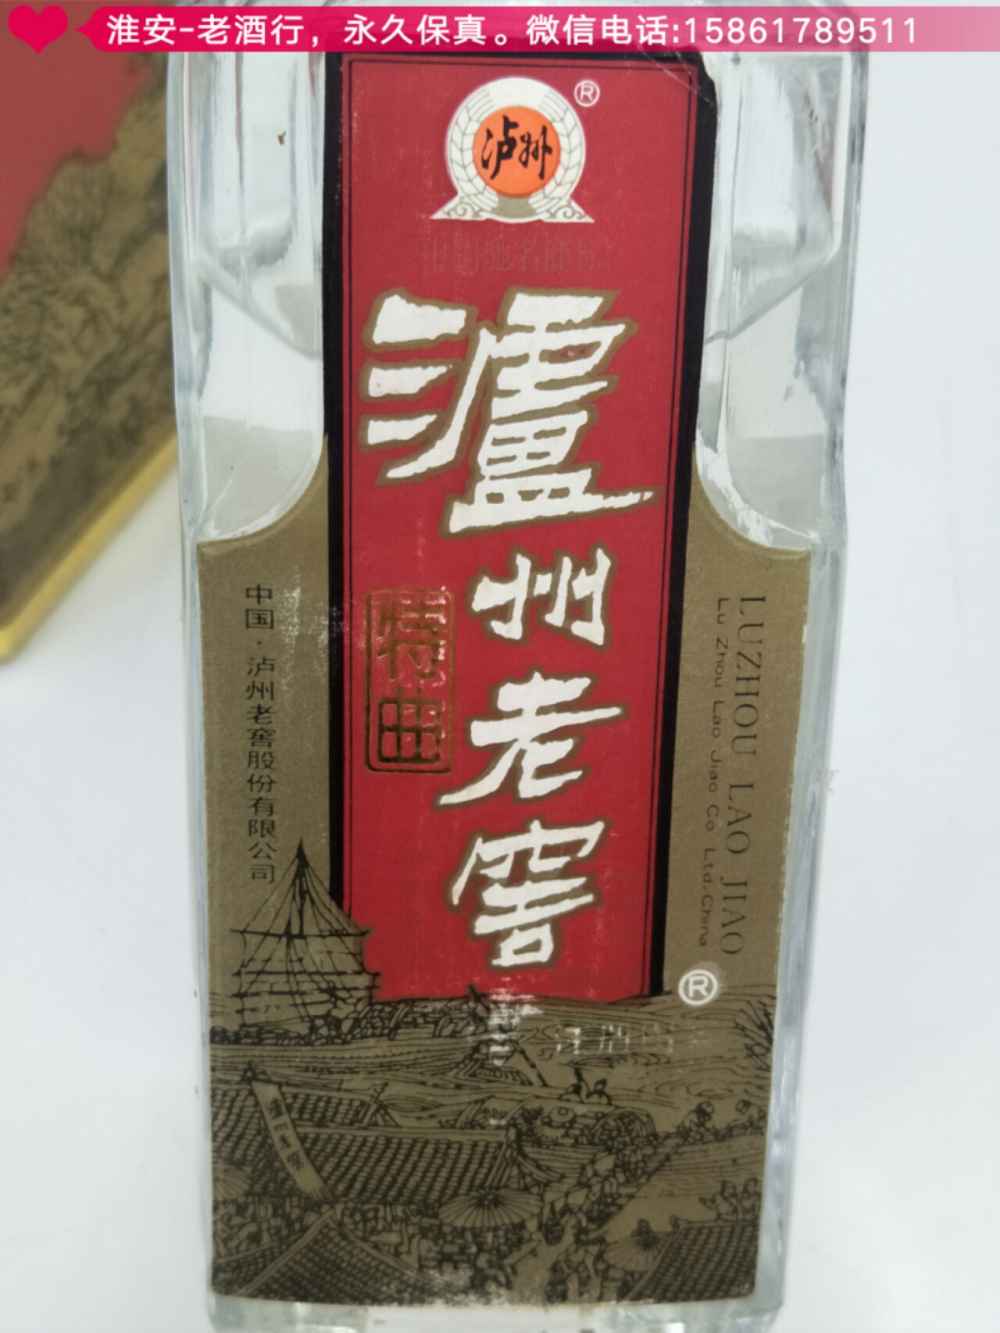 淮安-老酒行，永久保真。微信电话:15861789511
泸州
®
瀘州老窖
特曲
中国·泸州老窖股份有限公司
LUZHOU LAO JIAO
Lu Zhou Lao Jiao Co Ltd.China
®